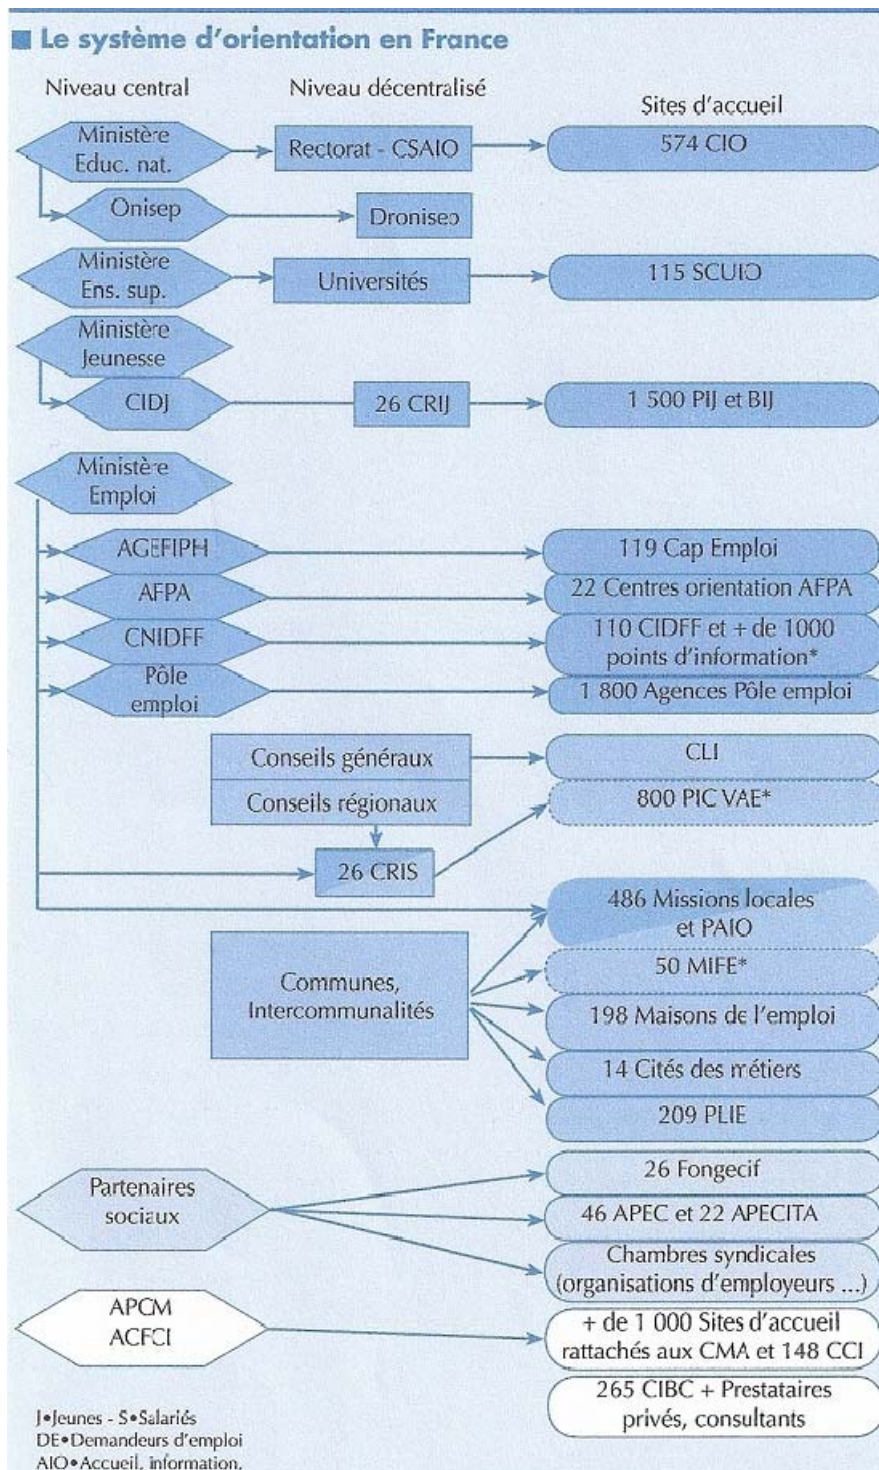 Le système d'orientation en France
Niveau central
Niveau décentralisé
Sites d'accueil
Ministère
Educ. nat.
Rectorat - CSAIO
574 CIO
Onisep
Dronisep
Ministère
Ens. sup.
Universités
115 SCUIO
Ministère
Jeunesse
CIDJ
26 CRIJ
1 500 PIJ et BIJ
Ministère
Emploi
AGEFIPH
119 Cap Emploi
AFPA
22 Centres orientation AFPA
CNIDFF
110 CIDFF et + de 1000
points d'information*
Pôle
emploi
1 800 Agences Pôle emploi
Conseils généraux
CLI
Conseils régionaux
800 PIC VAE*
26 CRIS
486 Missions locales
et PAIO
Communes,
Intercommunalités
50 MIFE*
198 Maisons de l'emploi
14 Cités des métiers
209 PLIE
Partenaires
sociaux
26 Fongecif
46 APEC et 22 APECITA
Chambres syndicales
(organisations d'employeurs ...)
APCM
ACFCI
+ de 1 000 Sites d'accueil
rattachés aux CMA et 148 CCI
265 CIBC + Prestataires
privés, consultants
J•Jeunes - S•Salariés
DE•Demandeurs d'emploi
AIO•Accueil, information,